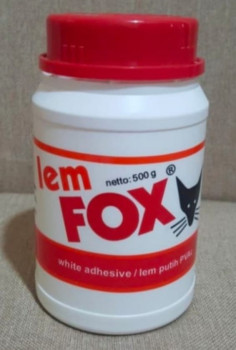 lem
netto: 500 g
FOX®
white adhesive / lem putih PVAc